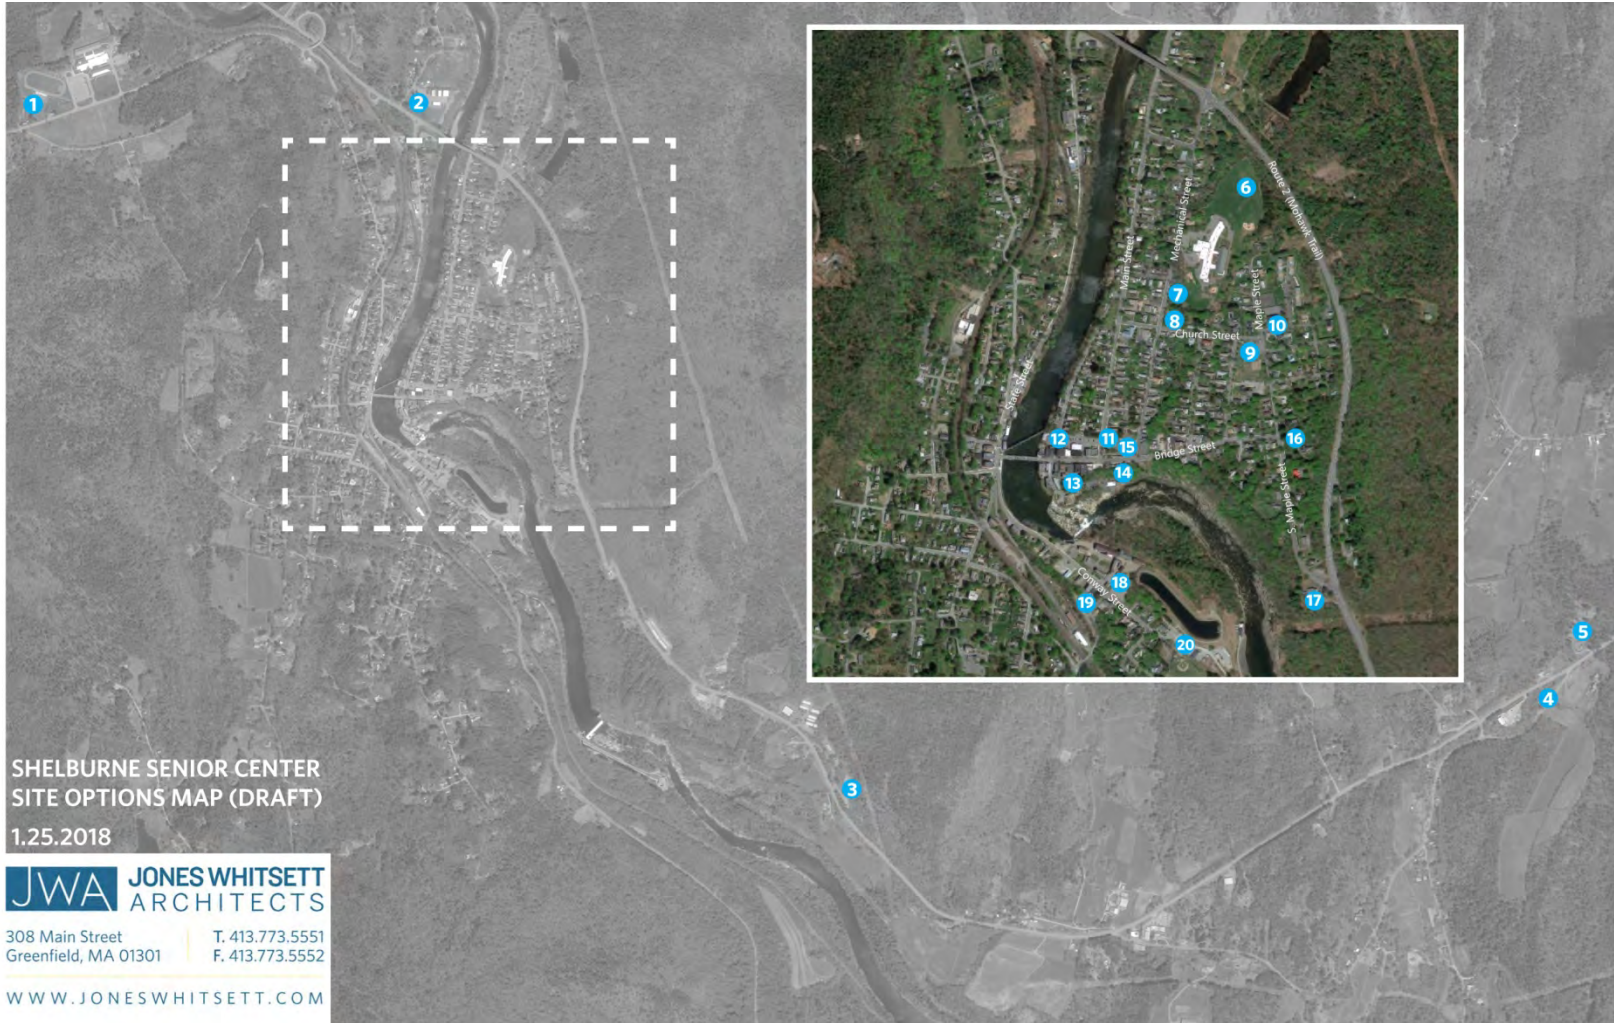 1
2
3
4
5
6
7
8
9
10
11
12
13
14
15
16
17
18
19
20
Route 2 (Mohawk Trail)
Mechanical Street
Main Street
Maple Street
Church Street
State Street
Bridge Street
S. Maple Street
Conway Street
SHELBURNE SENIOR CENTER
SITE OPTIONS MAP (DRAFT)
1.25.2018
JWA JONES WHITSETT
ARCHITECTS
308 Main Street T. 413.773.5551
Greenfield, MA 01301 F. 413.773.5552
WWW.JONESWHITSETT.COM